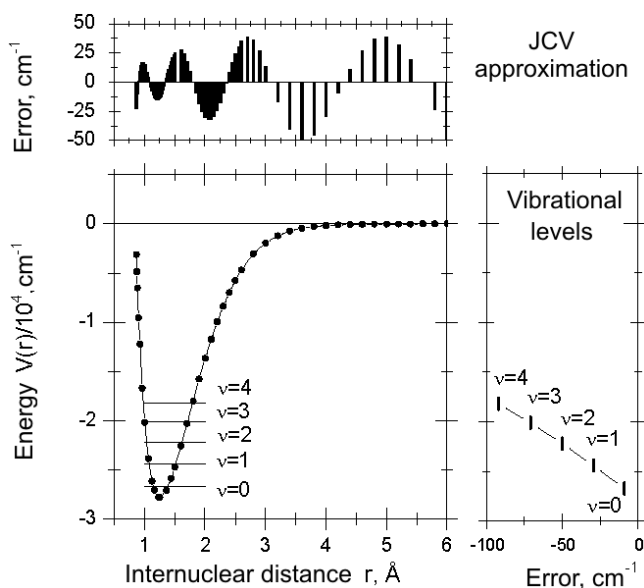 50
25
0
-25
-50
Error, cm⁻¹
JCV
approximation
0
-1
-2
-3
Energy V(r)/10⁴, cm⁻¹
ν=4
ν=3
ν=2
ν=1
ν=0
1 2 3 4 5 6
Internuclear distance r, Å
Vibrational
levels
ν=4
ν=3
ν=2
ν=1
ν=0
-100 -50 0
Error, cm⁻¹